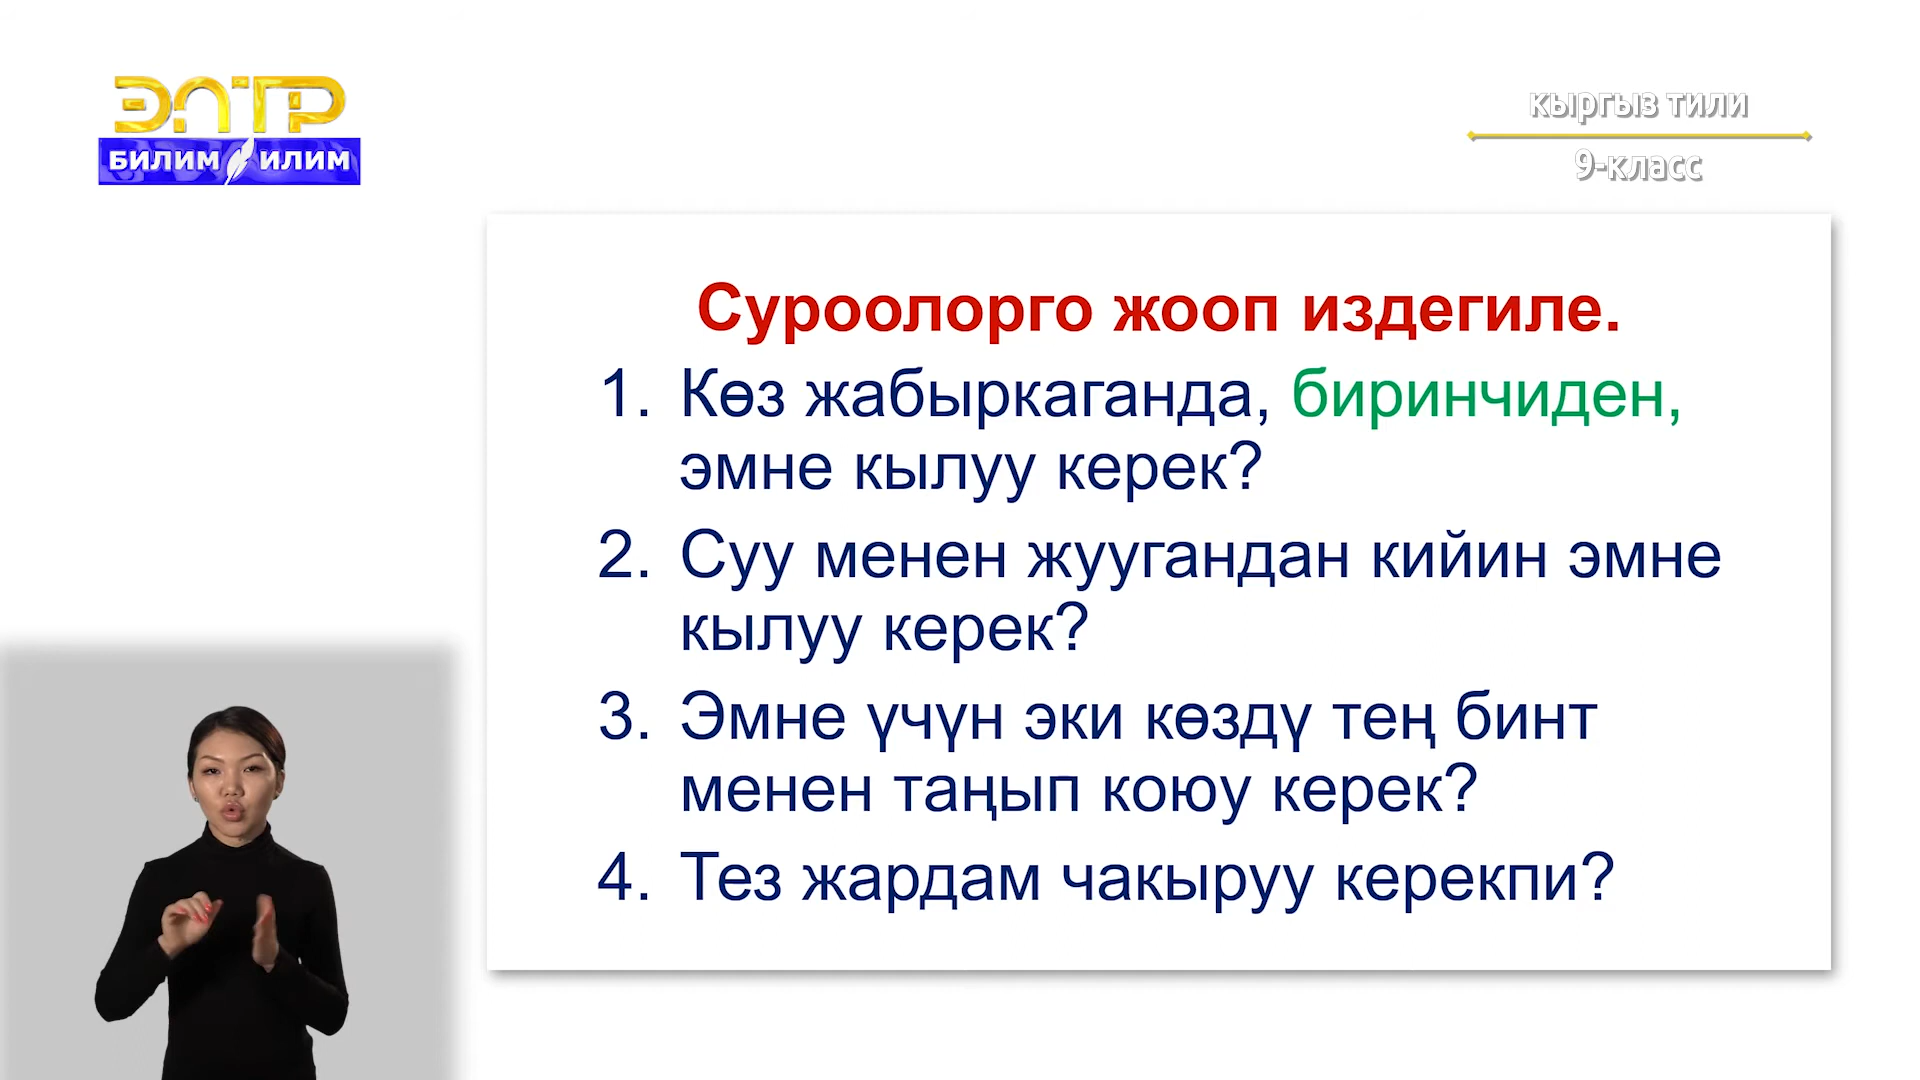 ЭЛТР
БИЛИМ ИЛИМ
кыргыз тили
9-класс
Суроолорго жооп издегиле.
1. Көз жабыркаганда, биринчиден,
эмне кылуу керек?
2. Суу менен жуугандан кийин эмне
кылуу керек?
3. Эмне үчүн эки көздү тең бинт
менен таңып коюу керек?
4. Тез жардам чакыруу керекпи?